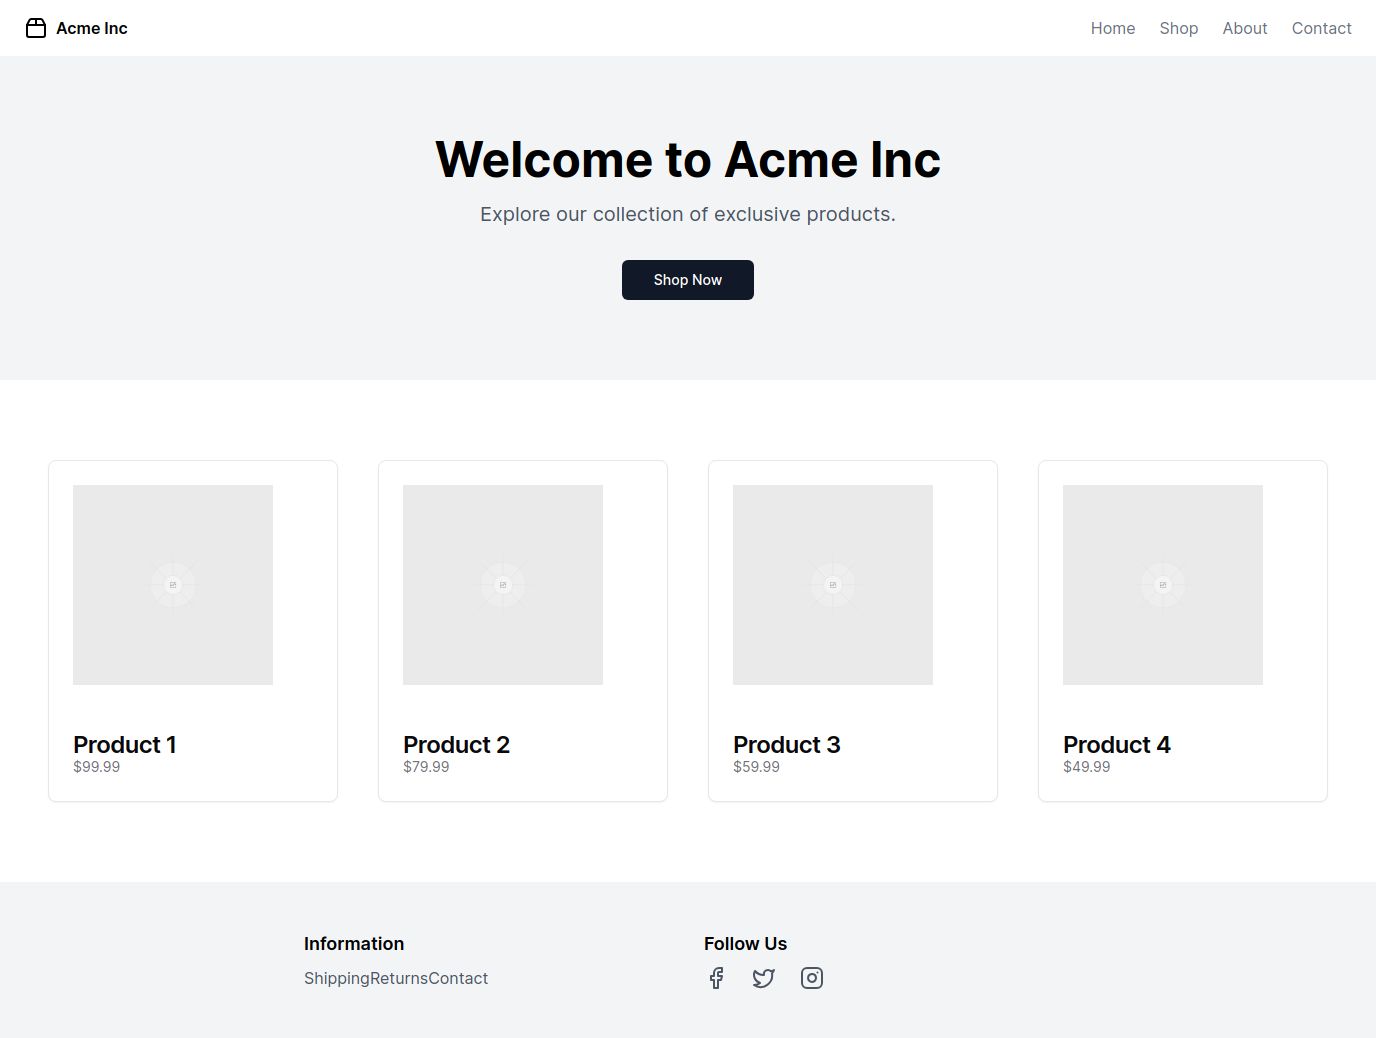 Acme Inc
Home Shop About Contact
Welcome to Acme Inc
Explore our collection of exclusive products.
Shop Now
Product 1
$99.99
Product 2
$79.99
Product 3
$59.99
Product 4
$49.99
Information
ShippingReturnsContact
Follow Us